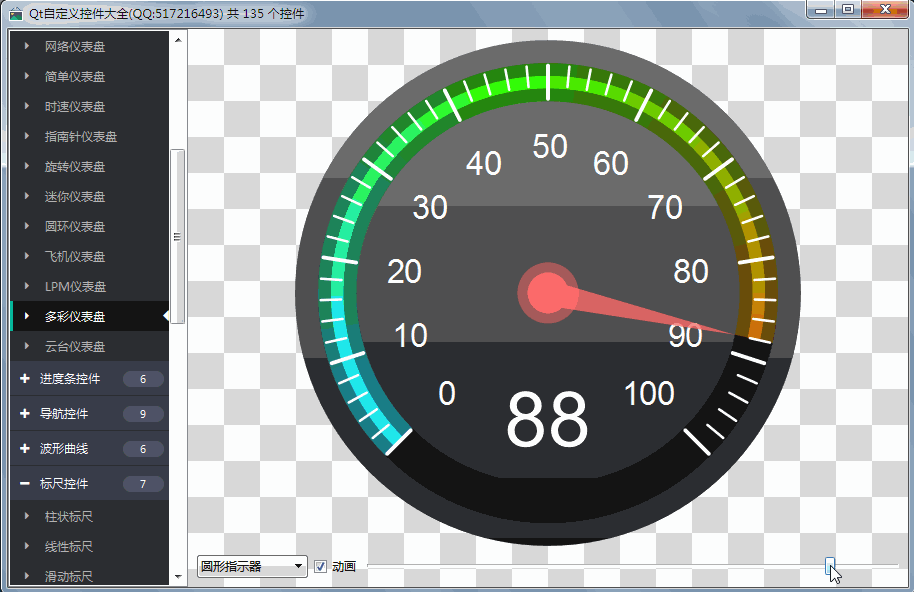 Qt自定义控件大全(QQ:517216493) 共 135 个控件
网络仪表盘
简单仪表盘
时速仪表盘
指南针仪表盘
旋转仪表盘
迷你仪表盘
圆环仪表盘
飞机仪表盘
LPM仪表盘
多彩仪表盘
云台仪表盘
进度条控件 6
导航控件 9
波形曲线 6
标尺控件 7
柱状标尺
线性标尺
滑动标尺
0
10
20
30
40
50
60
70
80
90
100
88
圆形指示器
动画